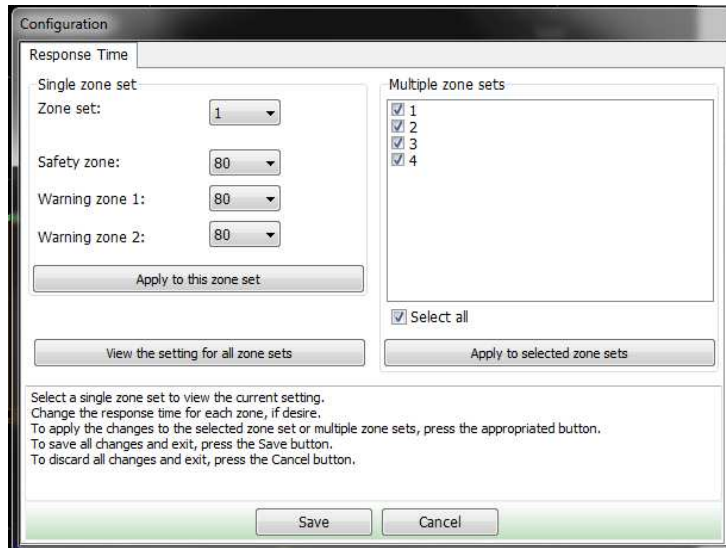 Configuration
Response Time
Single zone set
Zone set:
1
Safety zone:
80
Warning zone 1:
80
Warning zone 2:
80
Apply to this zone set
View the setting for all zone sets
Multiple zone sets
1
2
3
4
Select all
Apply to selected zone sets
Select a single zone set to view the current setting.
Change the response time for each zone, if desire.
To apply the changes to the selected zone set or multiple zone sets, press the appropriated button.
To save all changes and exit, press the Save button.
To discard all changes and exit, press the Cancel button.
Save
Cancel